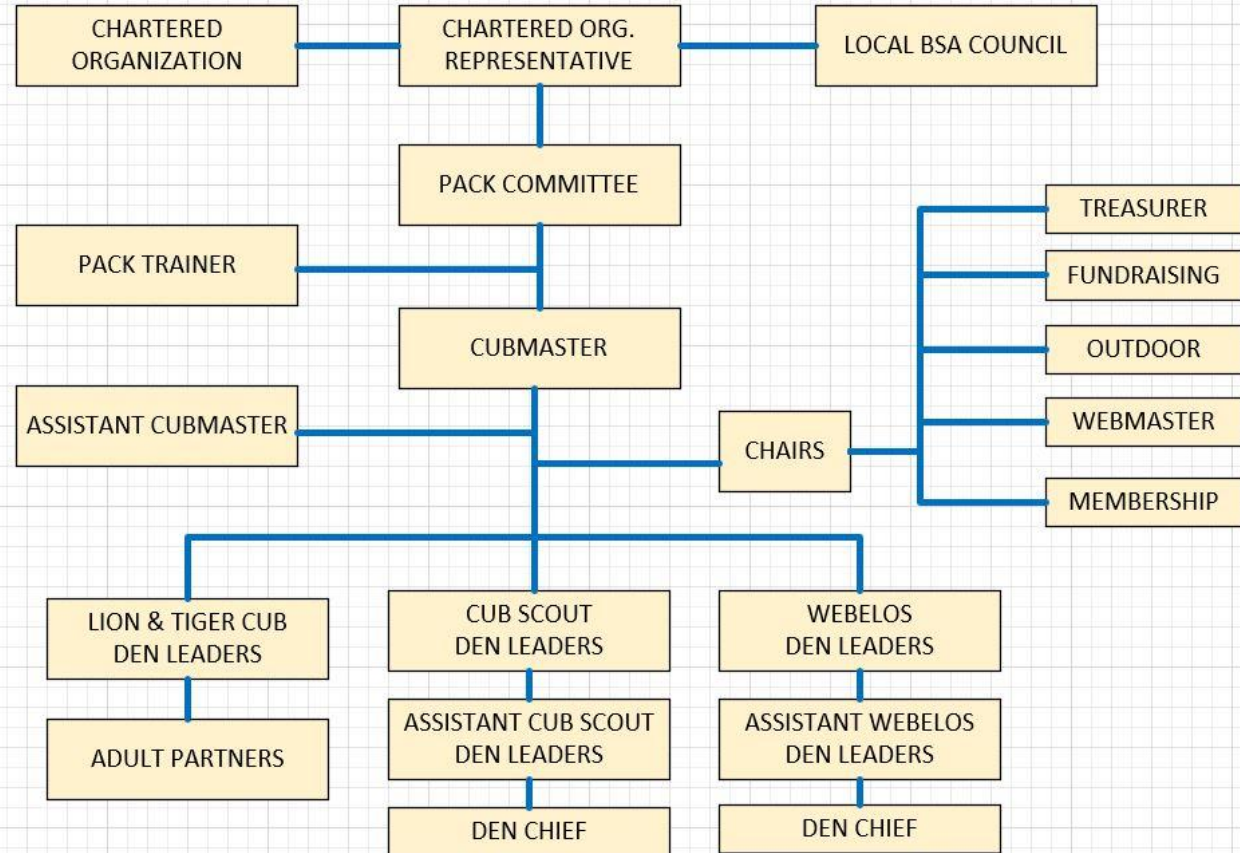 CHARTERED
ORGANIZATION
CHARTERED ORG.
REPRESENTATIVE
LOCAL BSA COUNCIL
PACK COMMITTEE
TREASURER
PACK TRAINER
FUNDRAISING
CUBMASTER
OUTDOOR
ASSISTANT CUBMASTER
CHAIRS
WEBMASTER
MEMBERSHIP
LION & TIGER CUB
DEN LEADERS
CUB SCOUT
DEN LEADERS
WEBELOS
DEN LEADERS
ADULT PARTNERS
ASSISTANT CUB SCOUT
DEN LEADERS
ASSISTANT WEBELOS
DEN LEADERS
DEN CHIEF
DEN CHIEF